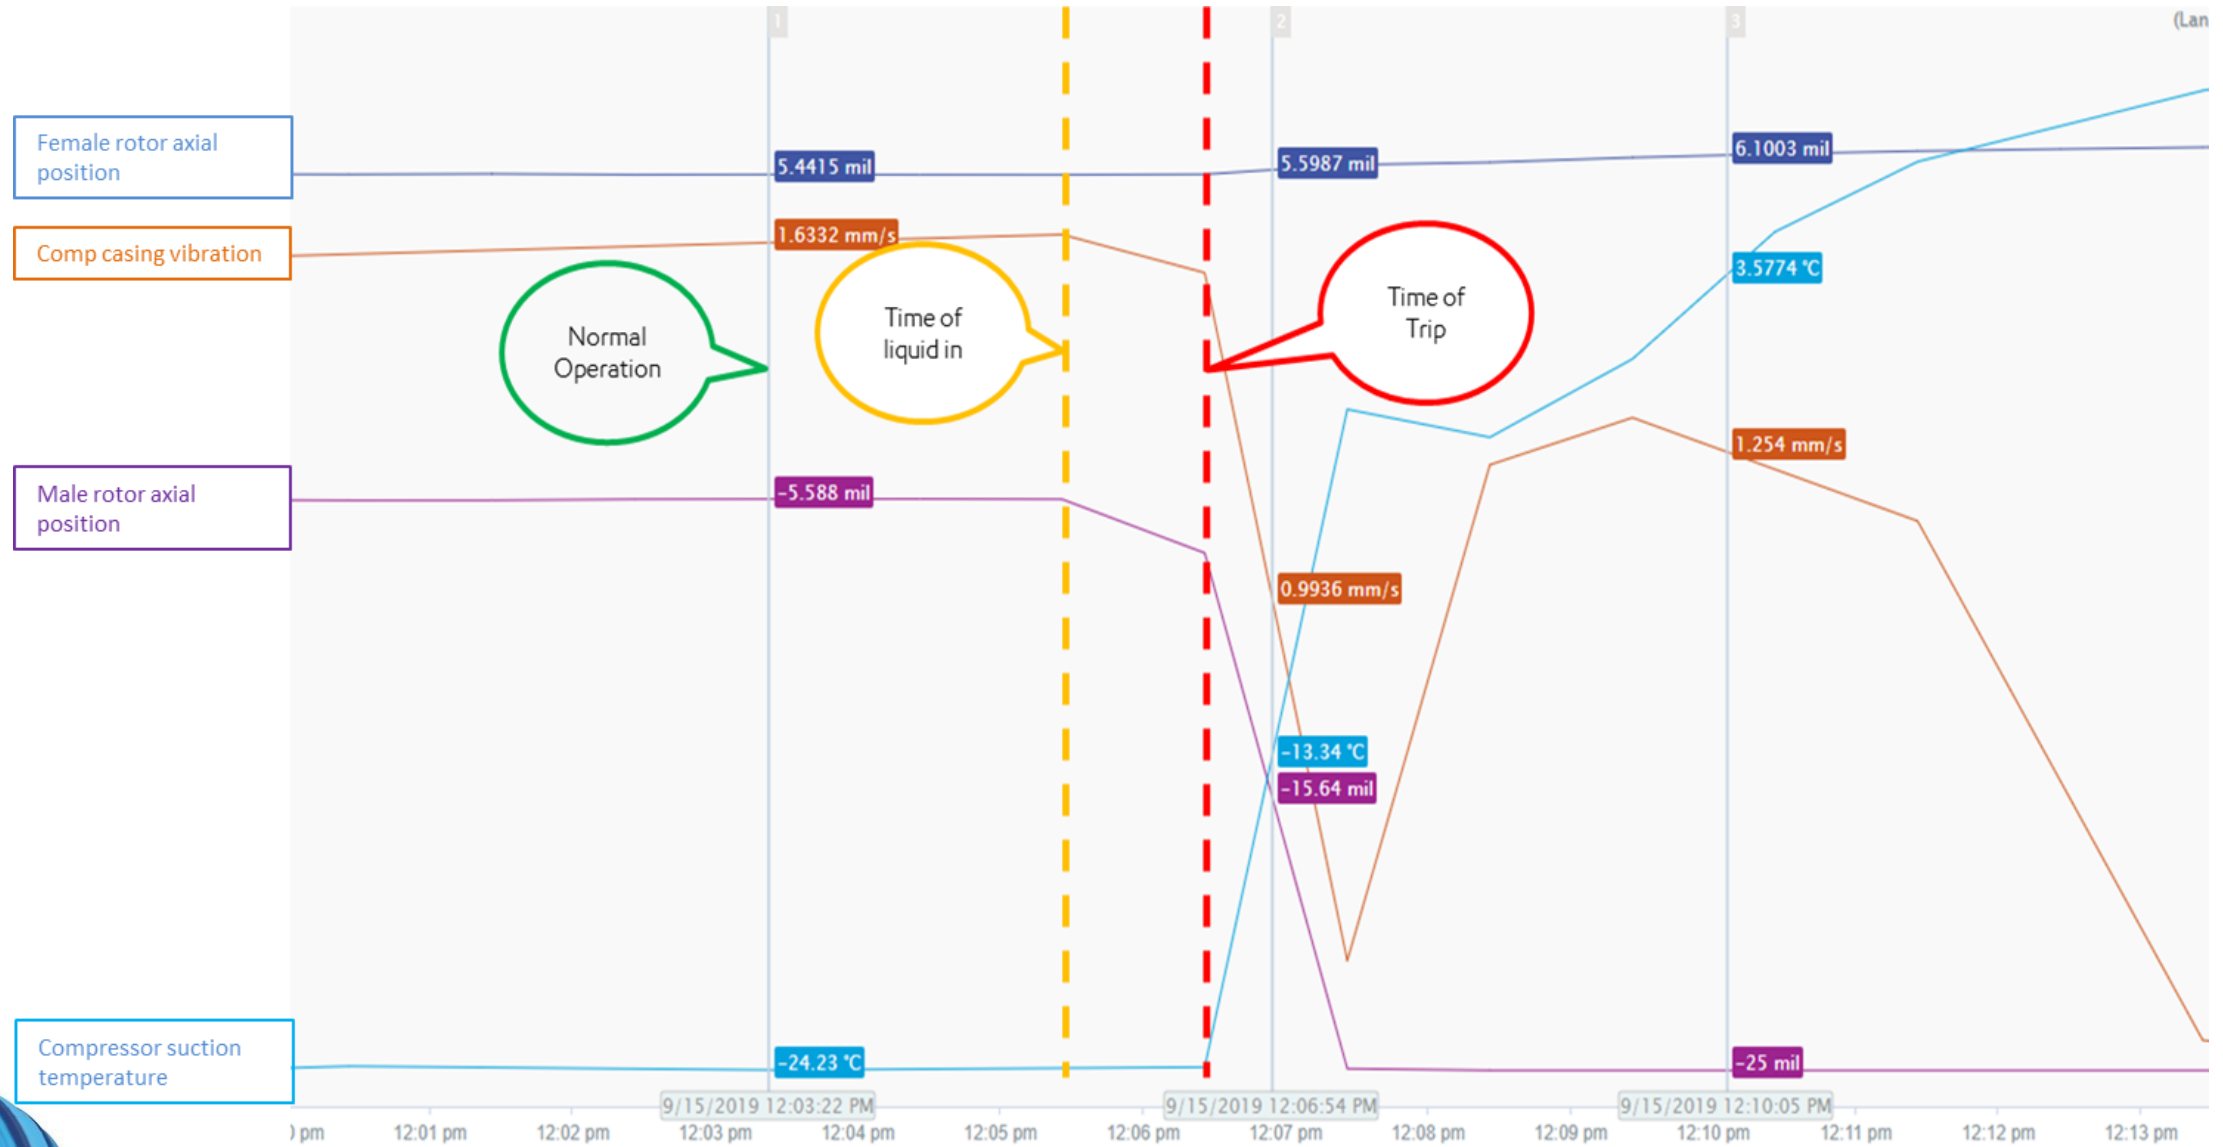 1
2
3
(Lan
Female rotor axial
position
5.4415 mil
5.5987 mil
6.1003 mil
Comp casing vibration
1.6332 mm/s
3.5774 °C
Normal
Operation
Time of
liquid in
Time of
Trip
1.254 mm/s
Male rotor axial
position
-5.588 mil
0.9936 mm/s
-13.34 °C
-15.64 mil
Compressor suction
temperature
-24.23 °C
-25 mil
9/15/2019 12:03:22 PM
9/15/2019 12:06:54 PM
9/15/2019 12:10:05 PM
) pm
12:01 pm
12:02 pm
12:03 pm
12:04 pm
12:05 pm
12:06 pm
12:07 pm
12:08 pm
12:09 pm
12:10 pm
12:11 pm
12:12 pm
12:13 pm